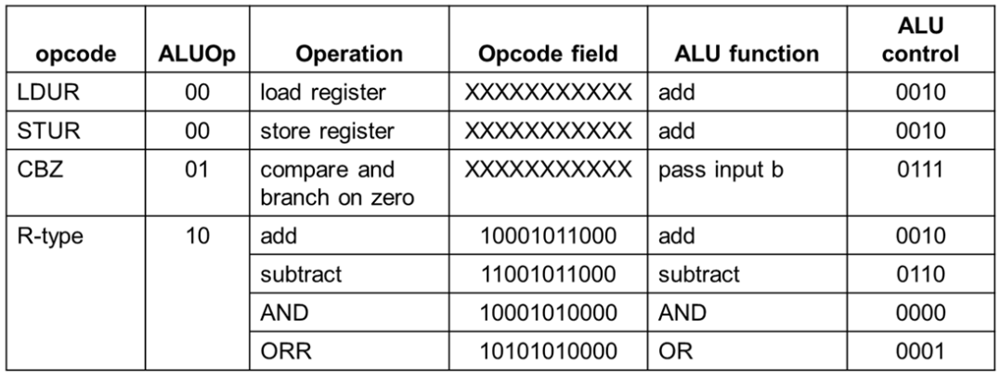 opcode ALUOp Operation Opcode field ALU function ALU control
LDUR 00 load register XXXXXXXXXXX add 0010
STUR 00 store register XXXXXXXXXXX add 0010
CBZ 01 compare and branch on zero XXXXXXXXXXX pass input b 0111
R-type 10 add 10001011000 add 0010
subtract 11001011000 subtract 0110
AND 10001010000 AND 0000
ORR 10101010000 OR 0001